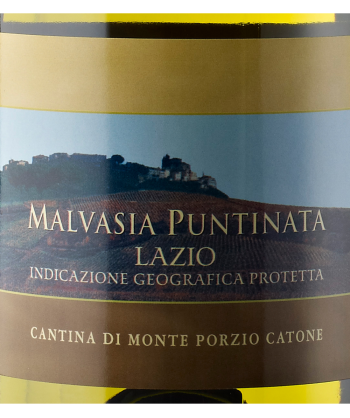 MALVASIA PUNTINATA
LAZIO
INDICAZIONE GEOGRAFICA PROTETTA
CANTINA DI MONTE PORZIO CATONE